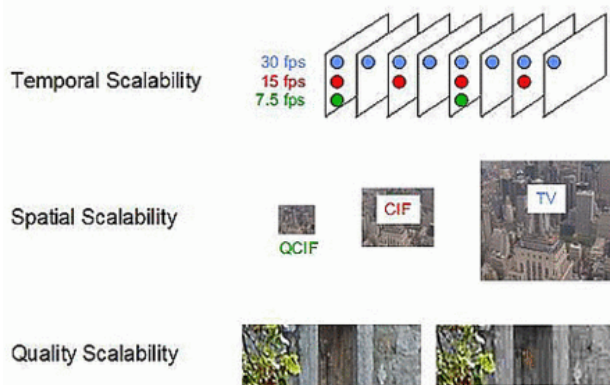 30 fps
Temporal Scalability
15 fps
7.5 fps
CIF
TV
Spatial Scalability
QCIF
Quality Scalability